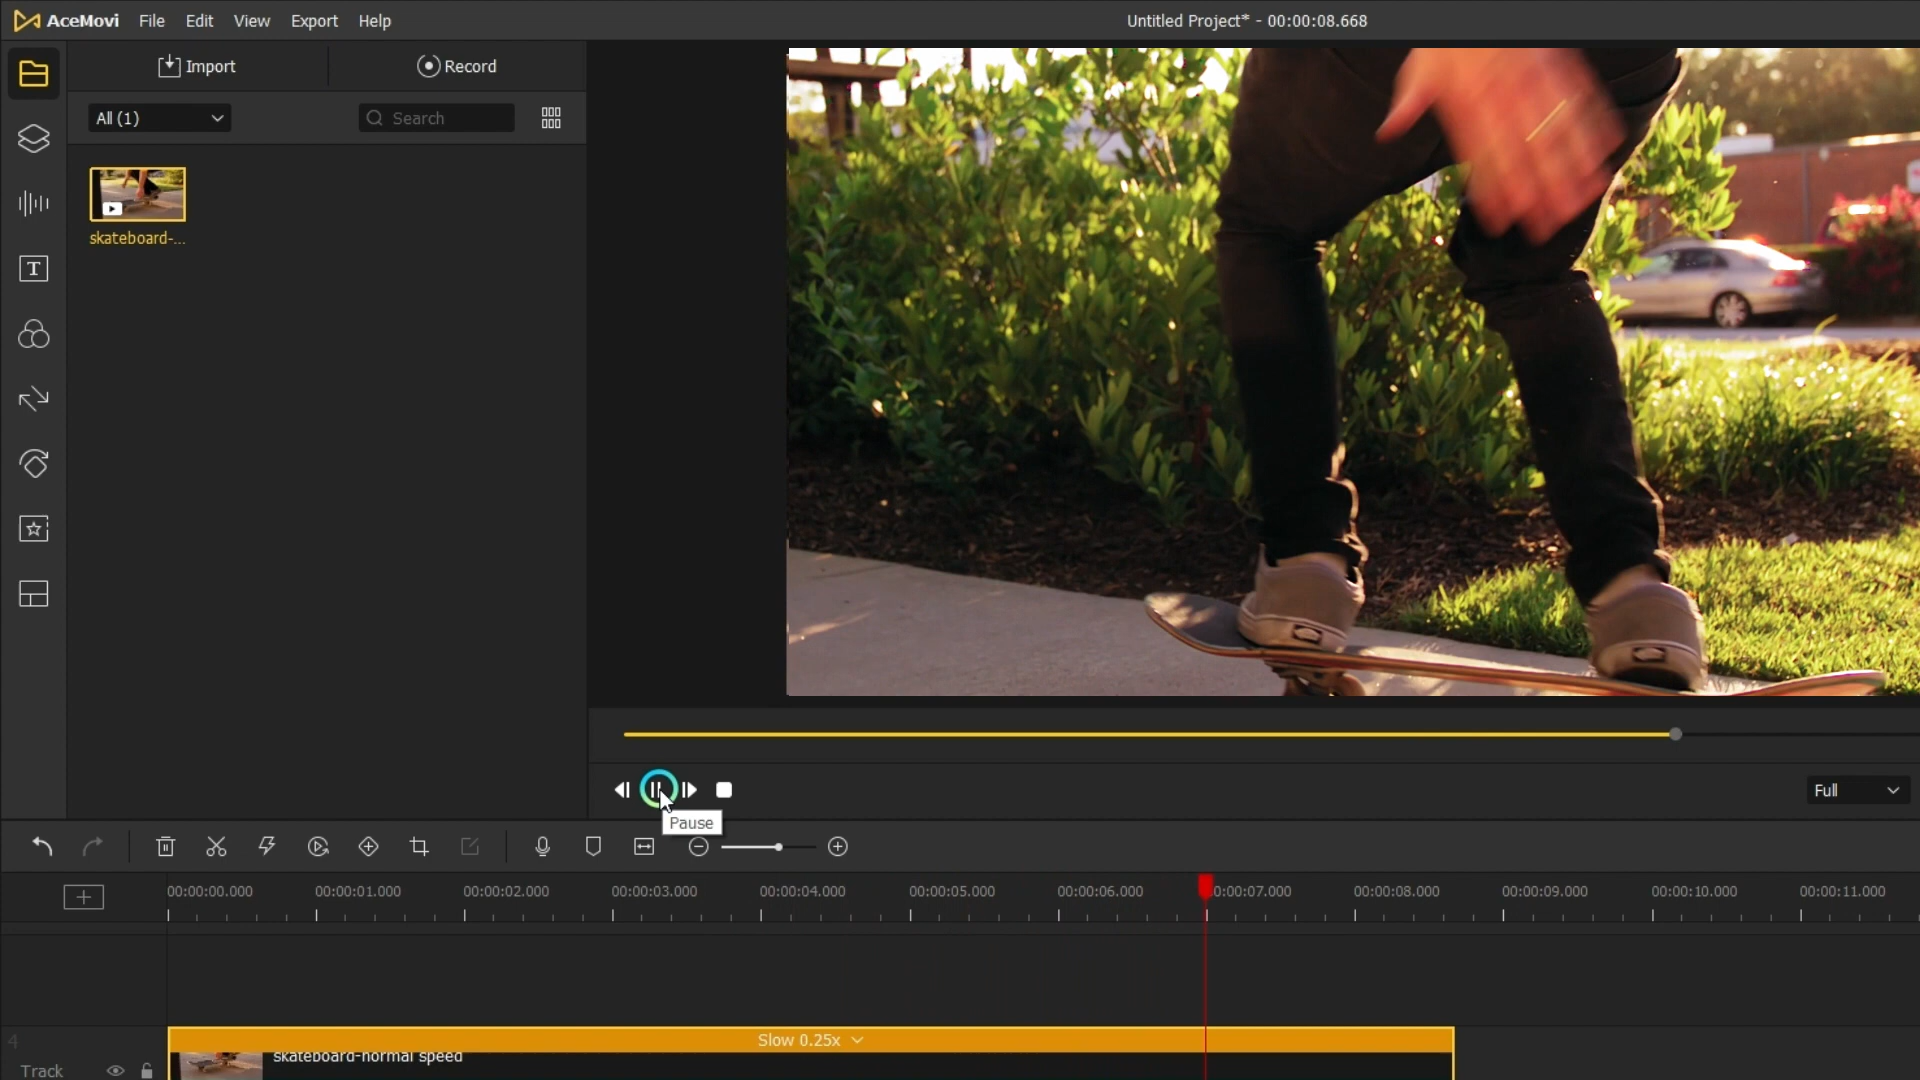 AceMovi File Edit View Export Help Untitled Project* - 00:00:08.668
Import Record
All (1) Search
skateboard-...
Full
Pause
00:00:00.000 00:00:01.000 00:00:02.000 00:00:03.000 00:00:04.000 00:00:05.000 00:00:06.000 0:00:07.000 00:00:08.000 00:00:09.000 00:00:10.000 00:00:11.000
4
Slow 0.25x
skateboard-normal speed
Track